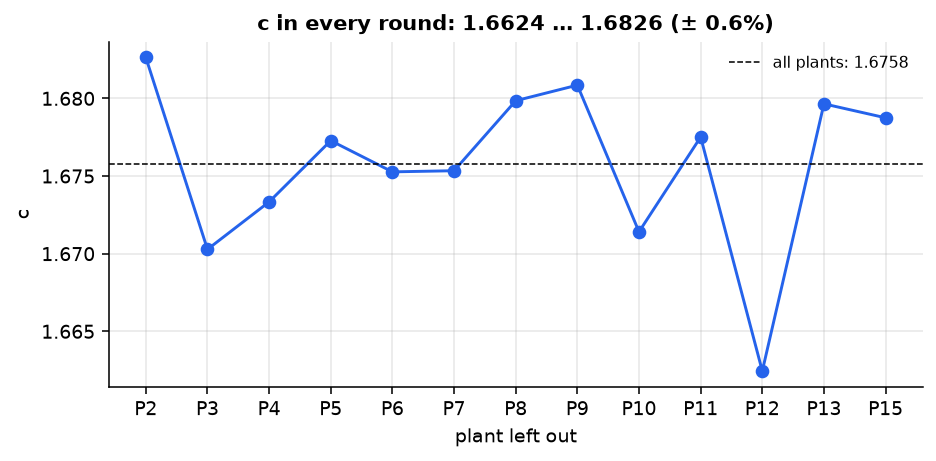 c in every round: 1.6624 … 1.6826 (± 0.6%)
all plants: 1.6758
1.680
1.675
1.670
1.665
c
P2 P3 P4 P5 P6 P7 P8 P9 P10 P11 P12 P13 P15
plant left out